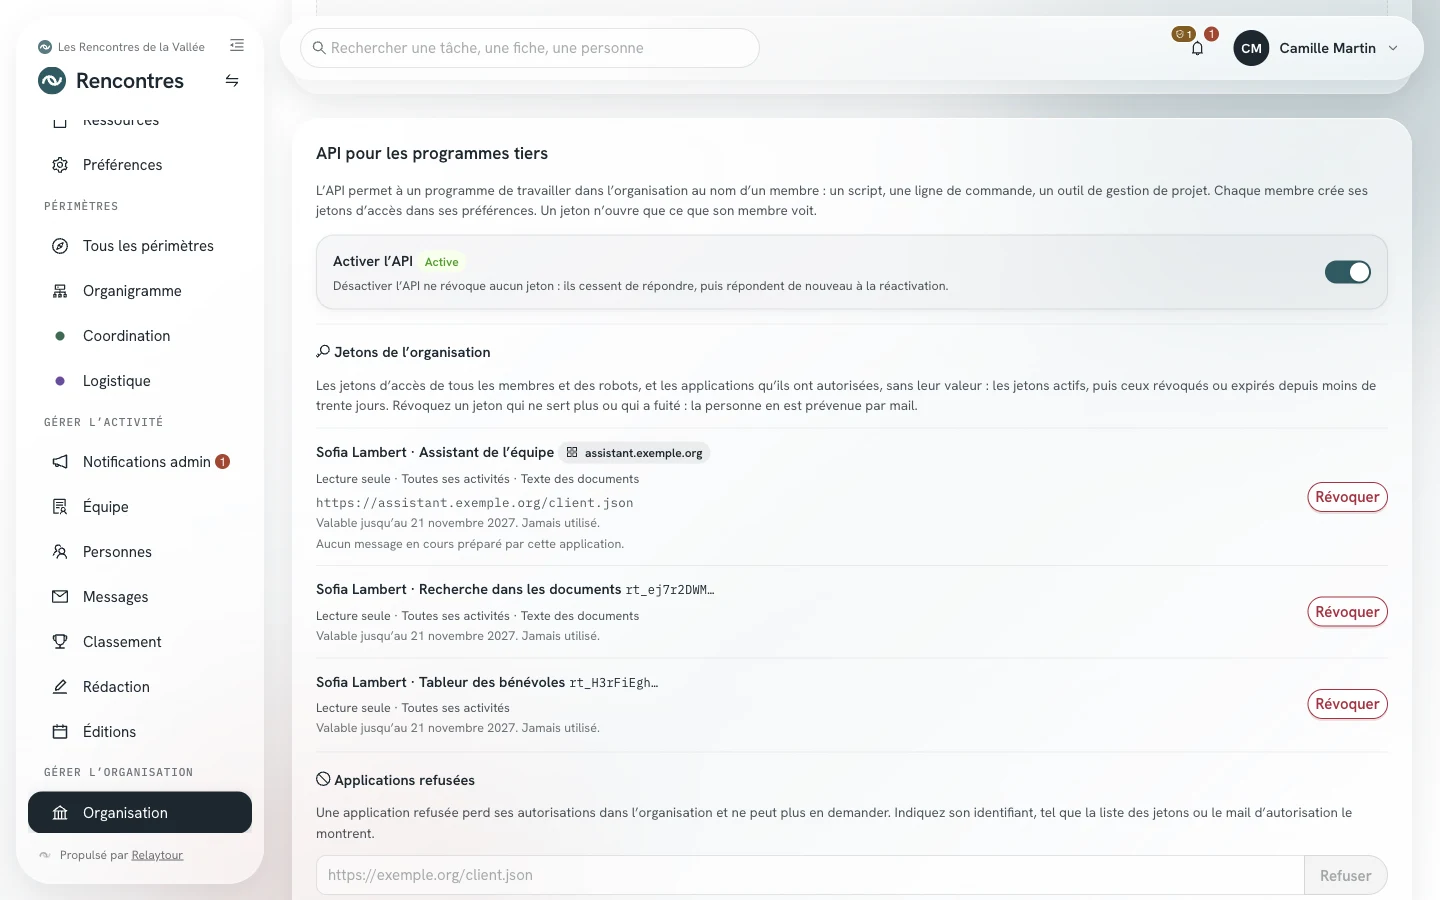 Les Rencontres de la Vallée
Rencontres
Ressources
Préférences
PÉRIMÈTRES
Tous les périmètres
Organigramme
Coordination
Logistique
GÉRER L’ACTIVITÉ
Notifications admin 1
Équipe
Personnes
Messages
Classement
Rédaction
Éditions
GÉRER L’ORGANISATION
Organisation
Propulsé par Relaytour
Rechercher une tâche, une fiche, une personne
1
1
CM Camille Martin
API pour les programmes tiers
L’API permet à un programme de travailler dans l’organisation au nom d’un membre : un script, une ligne de commande, un outil de gestion de projet. Chaque membre crée ses
jetons d’accès dans ses préférences. Un jeton n’ouvre que ce que son membre voit.
Activer l’API Active
Désactiver l’API ne révoque aucun jeton : ils cessent de répondre, puis répondent de nouveau à la réactivation.
Jetons de l’organisation
Les jetons d’accès de tous les membres et des robots, et les applications qu’ils ont autorisées, sans leur valeur : les jetons actifs, puis ceux révoqués ou expirés depuis moins de
trente jours. Révoquez un jeton qui ne sert plus ou qui a fuité : la personne en est prévenue par mail.
Sofia Lambert · Assistant de l’équipe assistant.exemple.org
Lecture seule · Toutes ses activités · Texte des documents
https://assistant.exemple.org/client.json
Valable jusqu’au 21 novembre 2027. Jamais utilisé.
Aucun message en cours préparé par cette application.
Révoquer
Sofia Lambert · Recherche dans les documents rt_ej7r2DWM…
Lecture seule · Toutes ses activités · Texte des documents
Valable jusqu’au 21 novembre 2027. Jamais utilisé.
Révoquer
Sofia Lambert · Tableur des bénévoles rt_H3rFiEgh…
Lecture seule · Toutes ses activités
Valable jusqu’au 21 novembre 2027. Jamais utilisé.
Révoquer
Applications refusées
Une application refusée perd ses autorisations dans l’organisation et ne peut plus en demander. Indiquez son identifiant, tel que la liste des jetons ou le mail d’autorisation le
montrent.
https://exemple.org/client.json
Refuser